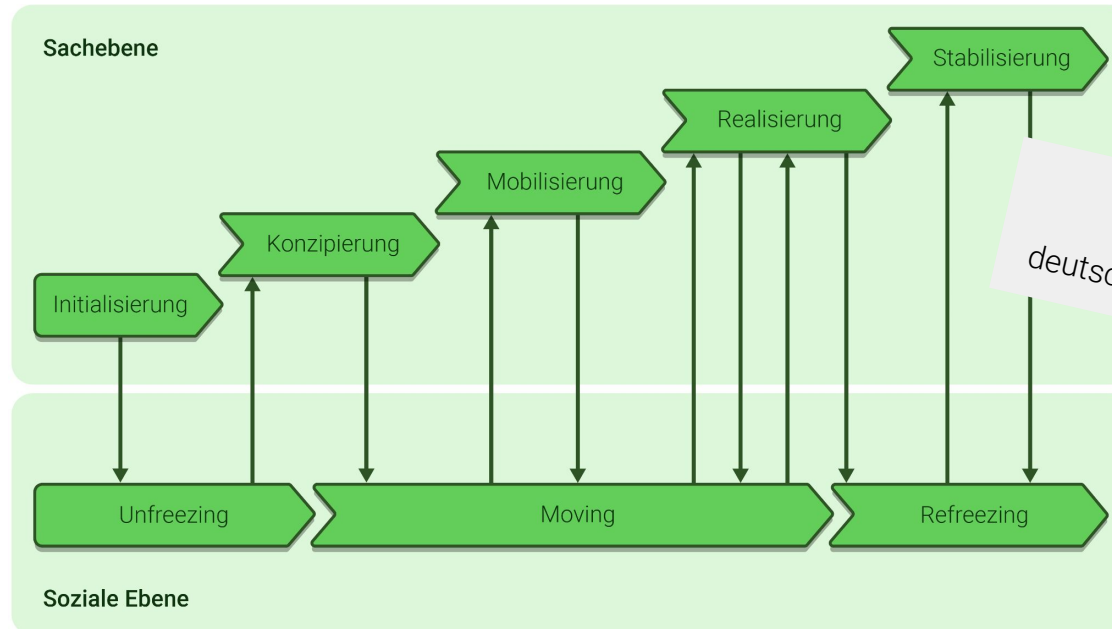 Sachebene
Stabilisierung
Realisierung
Mobilisierung
Konzipierung
Initialisierung
Unfreezing
Moving
Refreezing
Soziale Ebene